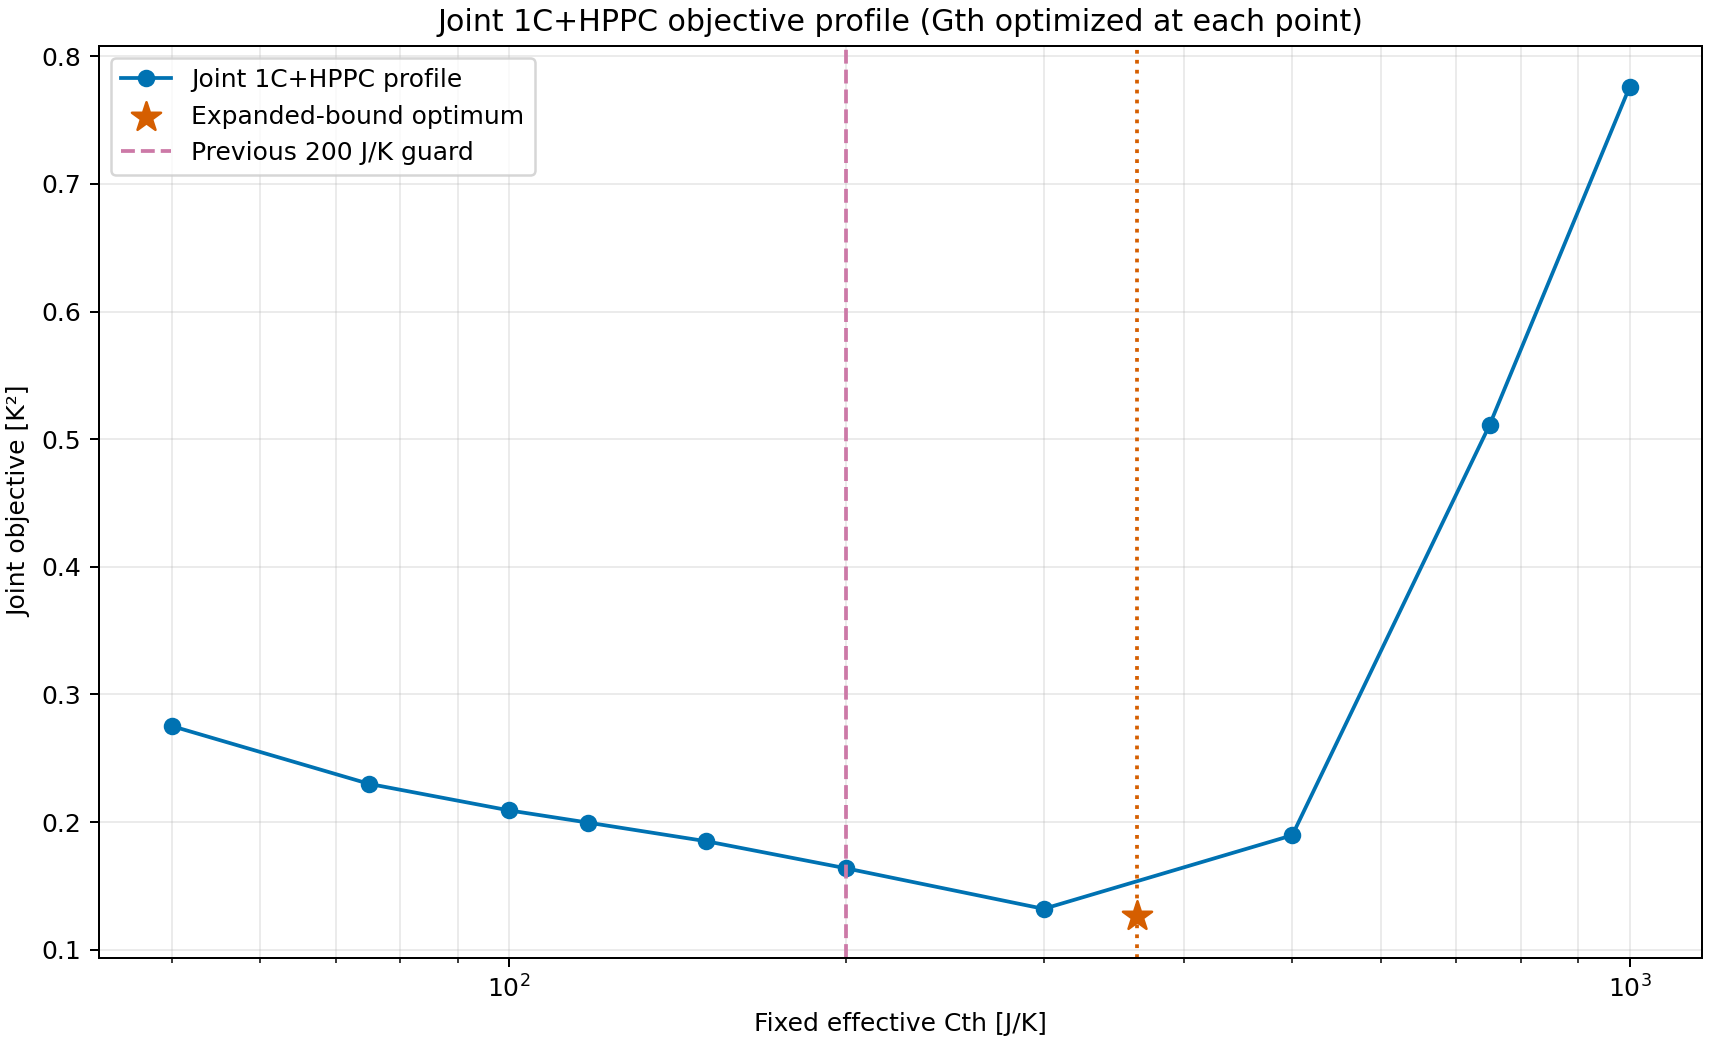 Joint 1C+HPPC objective profile (Gth optimized at each point)
Joint 1C+HPPC profile
Expanded-bound optimum
Previous 200 J/K guard
Joint objective [K²]
0.8
0.7
0.6
0.5
0.4
0.3
0.2
0.1
10²
10³
Fixed effective Cth [J/K]